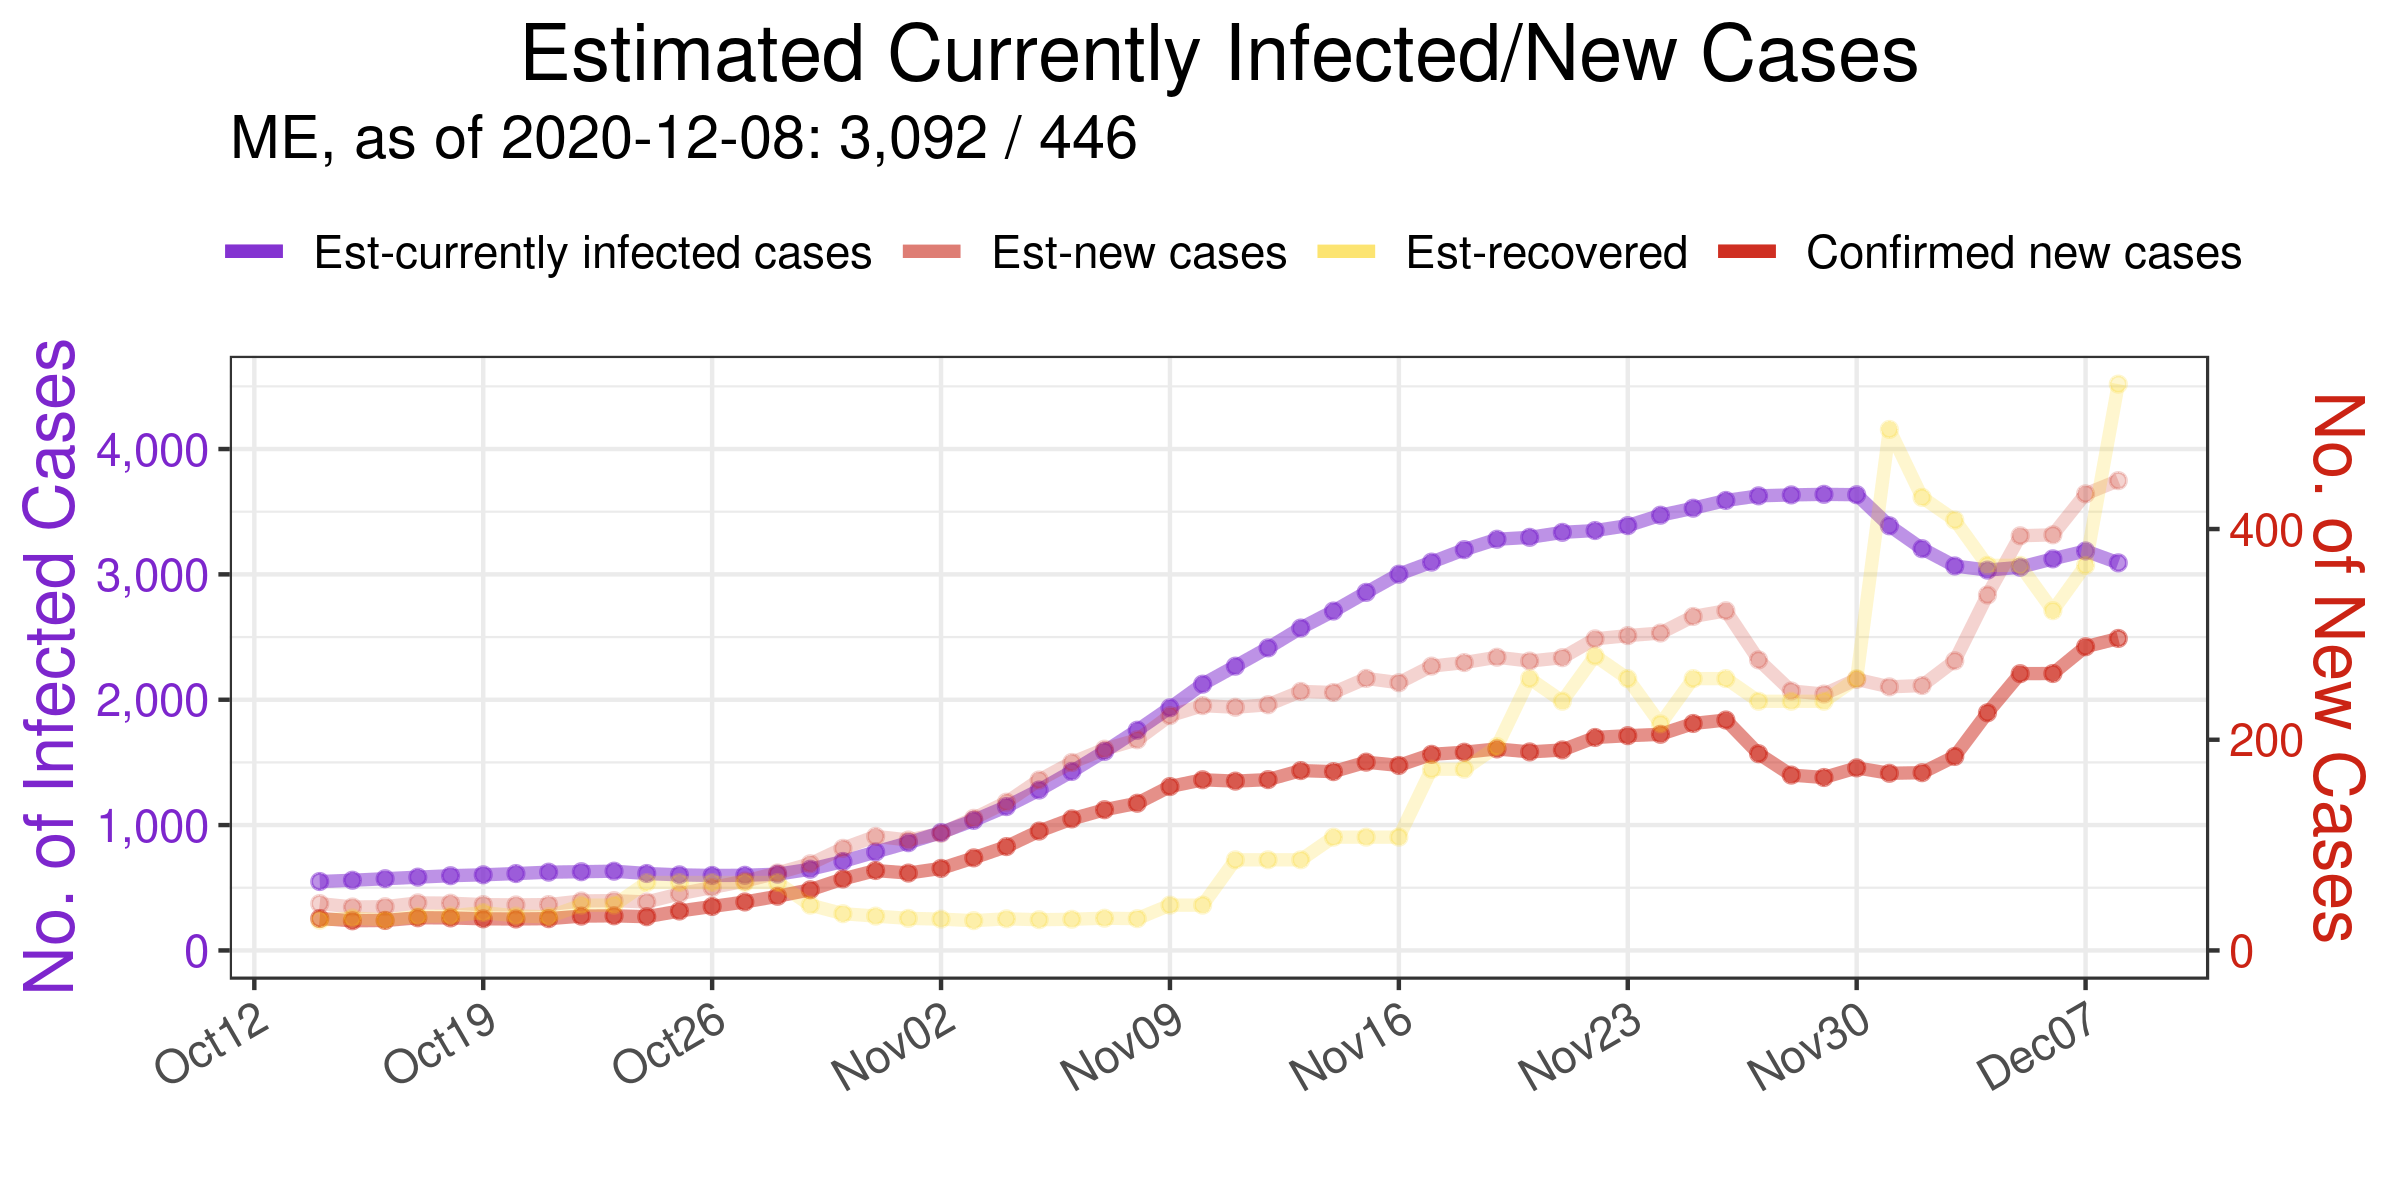 Estimated Currently Infected/New Cases
ME, as of 2020-12-08: 3,092 / 446
Est-currently infected cases Est-new cases Est-recovered Confirmed new cases
No. of Infected Cases
4,000
3,000
2,000
1,000
0
No. of New Cases
400
200
0
Oct12 Oct19 Oct26 Nov02 Nov09 Nov16 Nov23 Nov30 Dec07